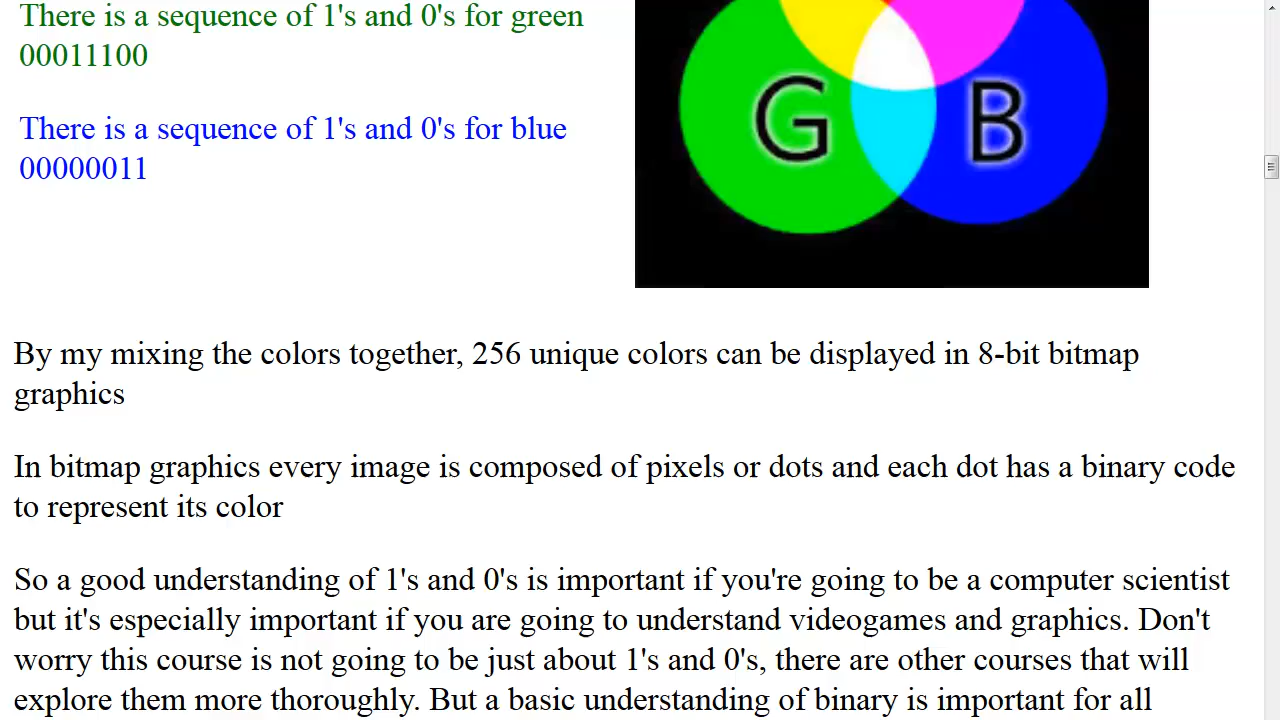 There is a sequence of 1's and 0's for green
00011100
There is a sequence of 1's and 0's for blue
00000011
G B
By my mixing the colors together, 256 unique colors can be displayed in 8-bit bitmap
graphics
In bitmap graphics every image is composed of pixels or dots and each dot has a binary code
to represent its color
So a good understanding of 1's and 0's is important if you're going to be a computer scientist
but it's especially important if you are going to understand videogames and graphics. Don't
worry this course is not going to be just about 1's and 0's, there are other courses that will
explore them more thoroughly. But a basic understanding of binary is important for all